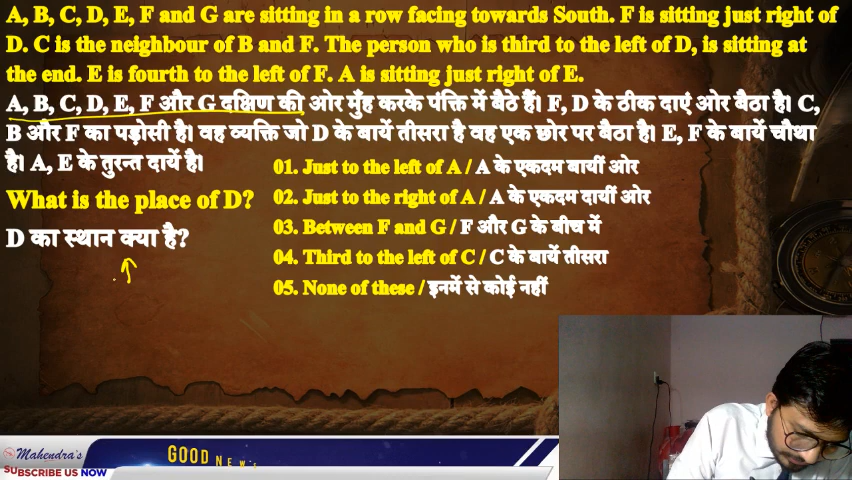 A, B, C, D, E, F and G are sitting in a row facing towards South. F is sitting just right of
D. C is the neighbour of B and F. The person who is third to the left of D, is sitting at
the end. E is fourth to the left of F. A is sitting just right of E.
A, B, C, D, E, F और G दक्षिण की ओर मुँह करके पंक्ति में बैठे हैं। F, D के ठीक दाएं ओर बैठा है। C,
B और F का पड़ोसी है। वह व्यक्ति जो D के बायें तीसरा है वह एक छोर पर बैठा है। E, F के बायें चौथा
है। A, E के तुरन्त दायें है।
01. Just to the left of A / A के एकदम बायीं ओर
What is the place of D?
02. Just to the right of A / A के एकदम दायीं ओर
03. Between F and G / F और G के बीच में
D का स्थान क्या है?
04. Third to the left of C / C के बायें तीसरा
05. None of these / इनमें से कोई नहीं
Mahendra's
SUBSCRIBE US NOW
GOOD NEWS